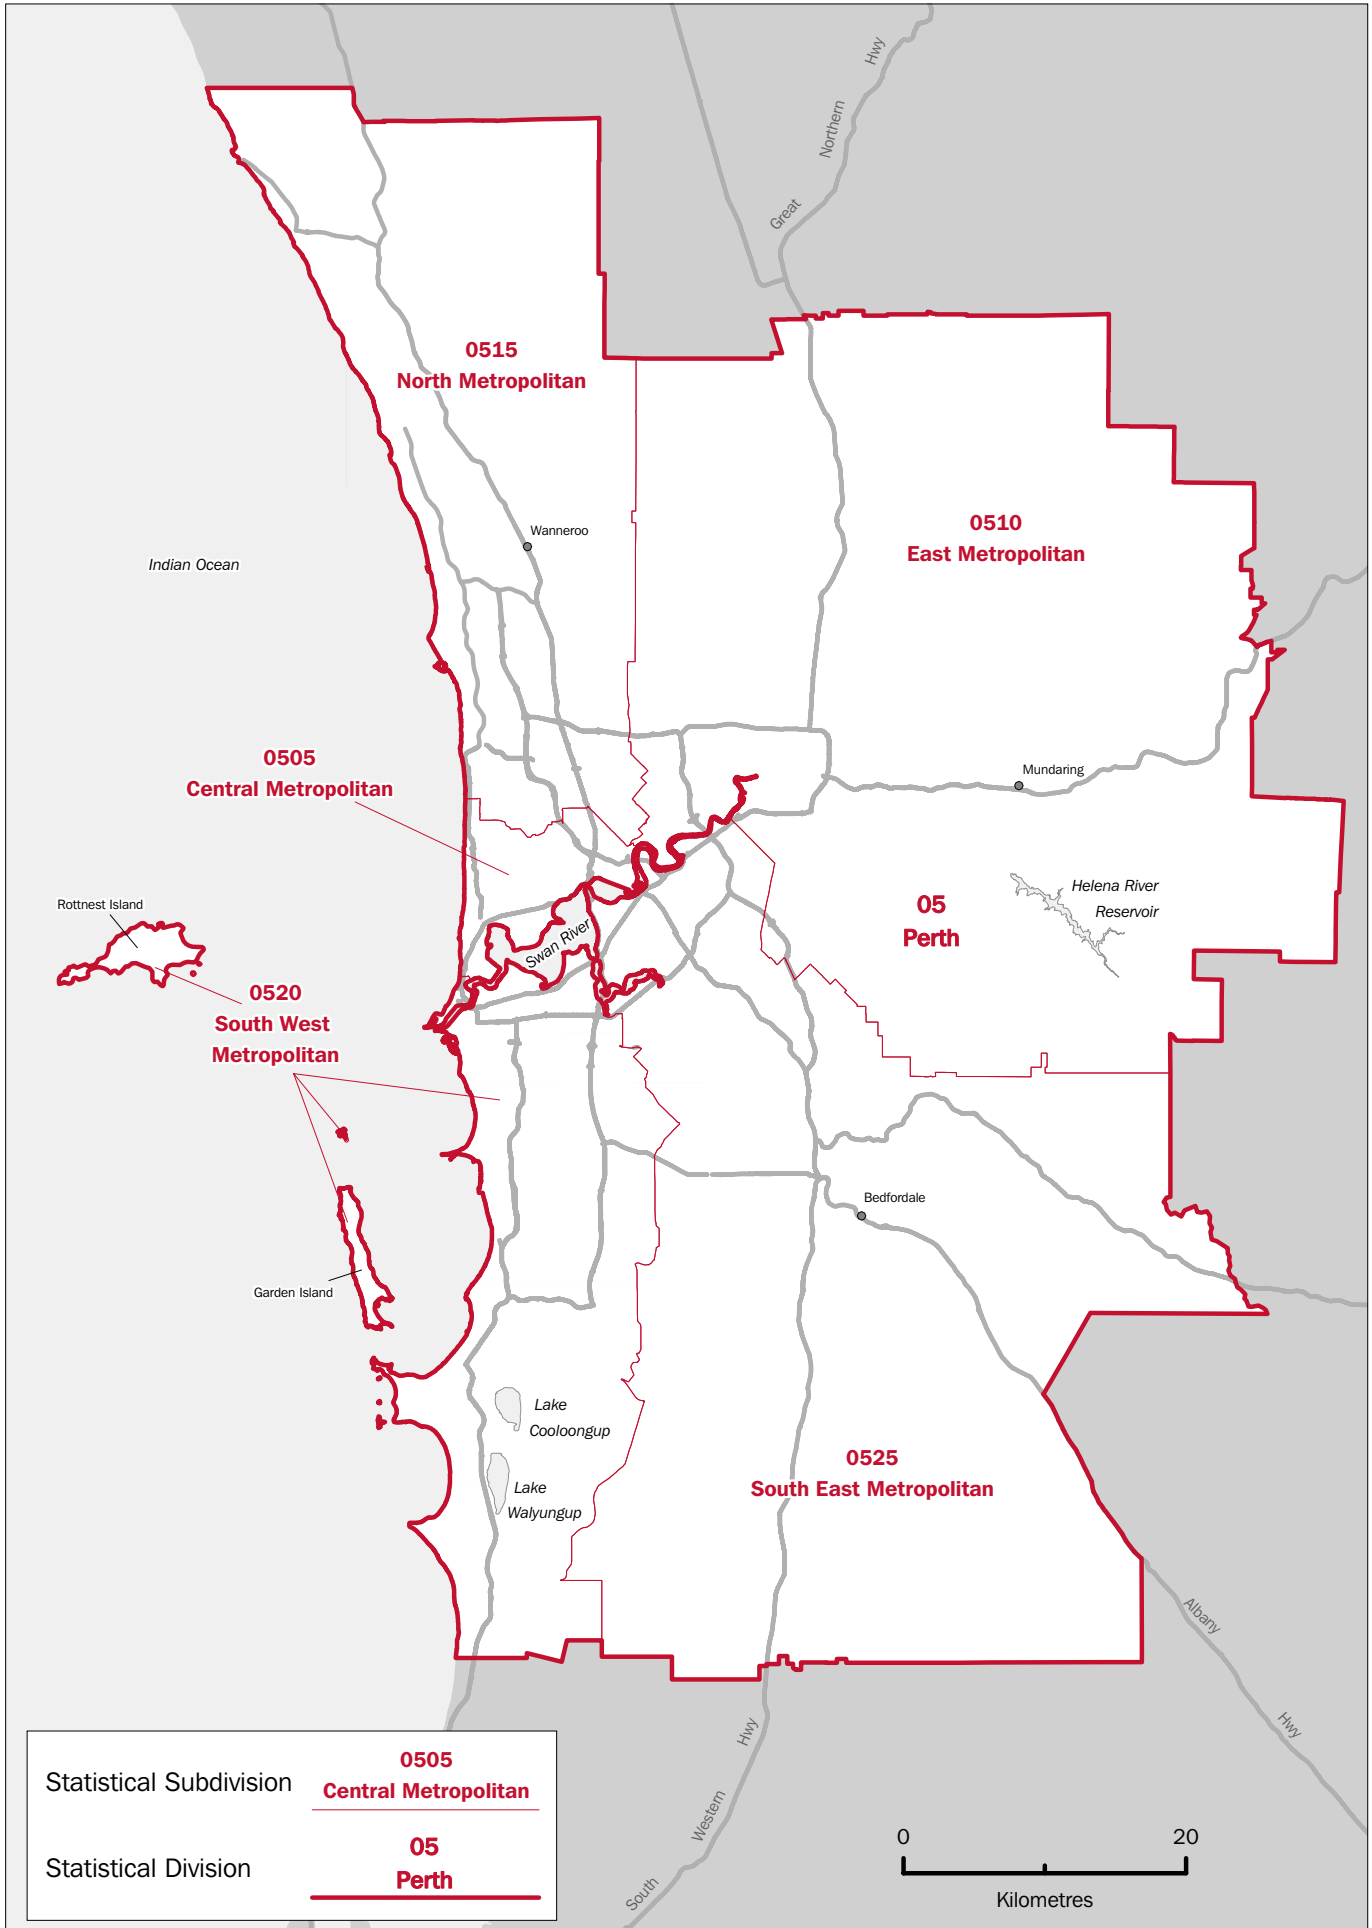 Hwy
Northern
Great
0515
North Metropolitan
Wanneroo
0510
East Metropolitan
Indian Ocean
0505
Central Metropolitan
Mundaring
Helena River
Reservoir
05
Perth
Rottnest Island
Swan River
0520
South West
Metropolitan
Bedfordale
Garden Island
Lake
Cooloongup
0525
South East Metropolitan
Lake
Walyungup
Albany
Hwy
Hwy
Western
South
Statistical Subdivision
0505
Central Metropolitan
Statistical Division
05
Perth
0 20
Kilometres